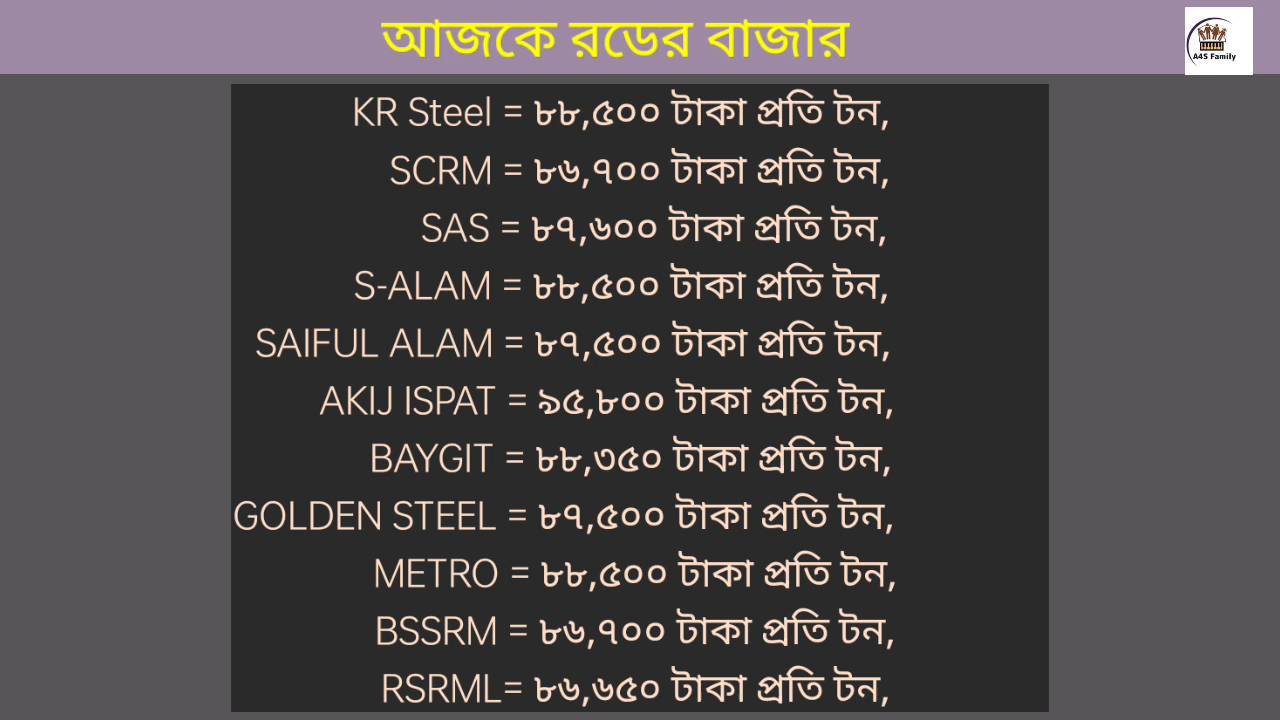 আজকে রডের বাজার
A4S Family
KR Steel = ৮৮,৫০০ টাকা প্রতি টন,
SCRM = ৮৬,৭০০ টাকা প্রতি টন,
SAS = ৮৭,৬০০ টাকা প্রতি টন,
S-ALAM = ৮৮,৫০০ টাকা প্রতি টন,
SAIFUL ALAM = ৮৭,৫০০ টাকা প্রতি টন,
AKIJ ISPAT = ৯৫,৮০০ টাকা প্রতি টন,
BAYGIT = ৮৮,৩৫০ টাকা প্রতি টন,
GOLDEN STEEL = ৮৭,৫০০ টাকা প্রতি টন,
METRO = ৮৮,৫০০ টাকা প্রতি টন,
BSSRM = ৮৬,৭০০ টাকা প্রতি টন,
RSRML= ৮৬,৬৫০ টাকা প্রতি টন,